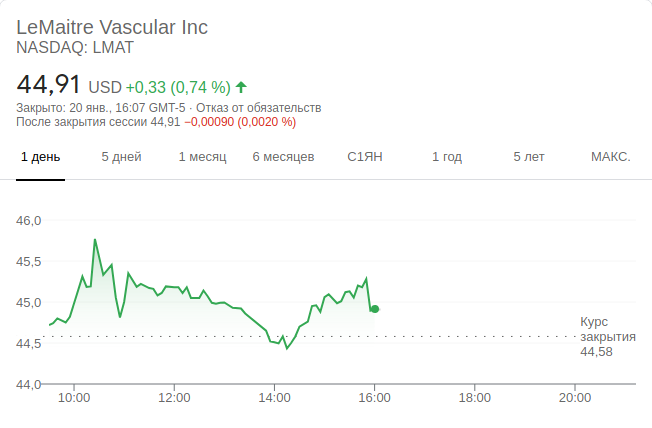 LeMaitre Vascular Inc
NASDAQ: LMAT
44,91 USD +0,33 (0,74 %)
Закрыто: 20 янв., 16:07 GMT-5 · Отказ от обязательств
После закрытия сессии 44,91 −0,00090 (0,0020 %)
1 день 5 дней 1 месяц 6 месяцев С1ЯН 1 год 5 лет МАКС.
46,0
45,5
45,0
44,5
44,0
Курс
закрытия
44,58
10:00 12:00 14:00 16:00 18:00 20:00